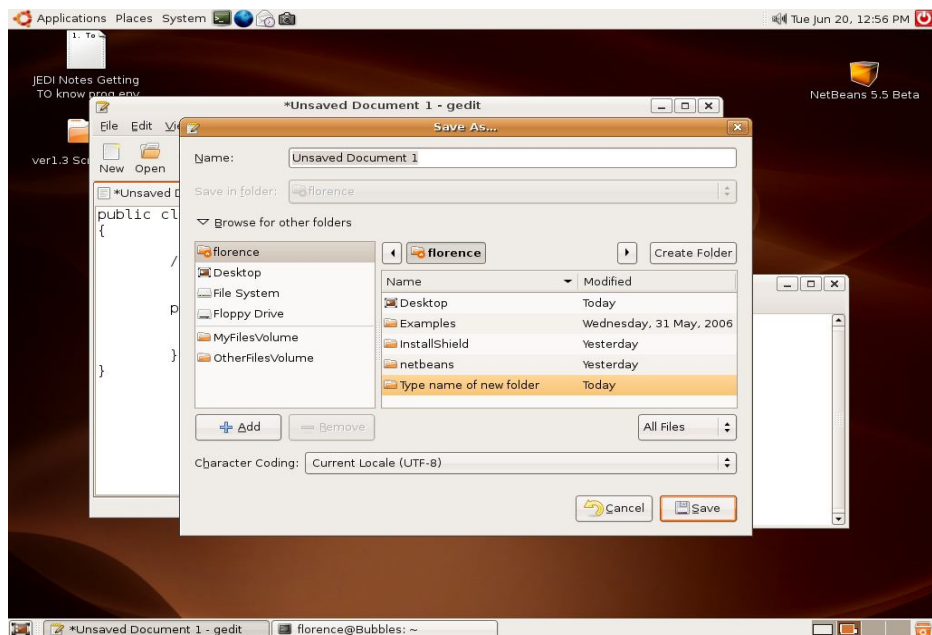 Applications Places System
Tue Jun 20, 12:56 PM
1. To
JEDI Notes Getting
TO know prog env
NetBeans 5.5 Beta
ver1.3
*Unsaved Document 1 - gedit
File Edit
New Open
*Unsaved
public cl
{
/
p
}
}
Save As...
Name: Unsaved Document 1
Save in folder: florence
Browse for other folders
florence
Desktop
File System
Floppy Drive
MyFilesVolume
OtherFilesVolume
florence
Create Folder
Name Modified
Desktop Today
Examples Wednesday, 31 May, 2006
InstallShield Yesterday
netbeans Yesterday
Type name of new folder Today
Add Remove
All Files
Character Coding: Current Locale (UTF-8)
Cancel Save
*Unsaved Document 1 - gedit
florence@Bubbles: ~